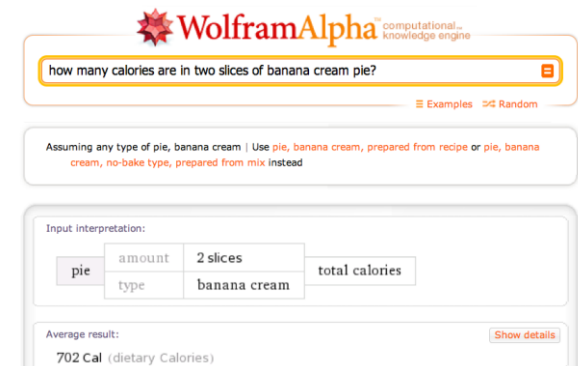 WolframAlpha™ computational...
knowledge engine
how many calories are in two slices of banana cream pie?
Examples Random
Assuming any type of pie, banana cream | Use pie, banana cream, prepared from recipe or pie, banana
cream, no-bake type, prepared from mix instead
Input interpretation:
pie amount 2 slices total calories
type banana cream
Average result: Show details
702 Cal (dietary Calories)